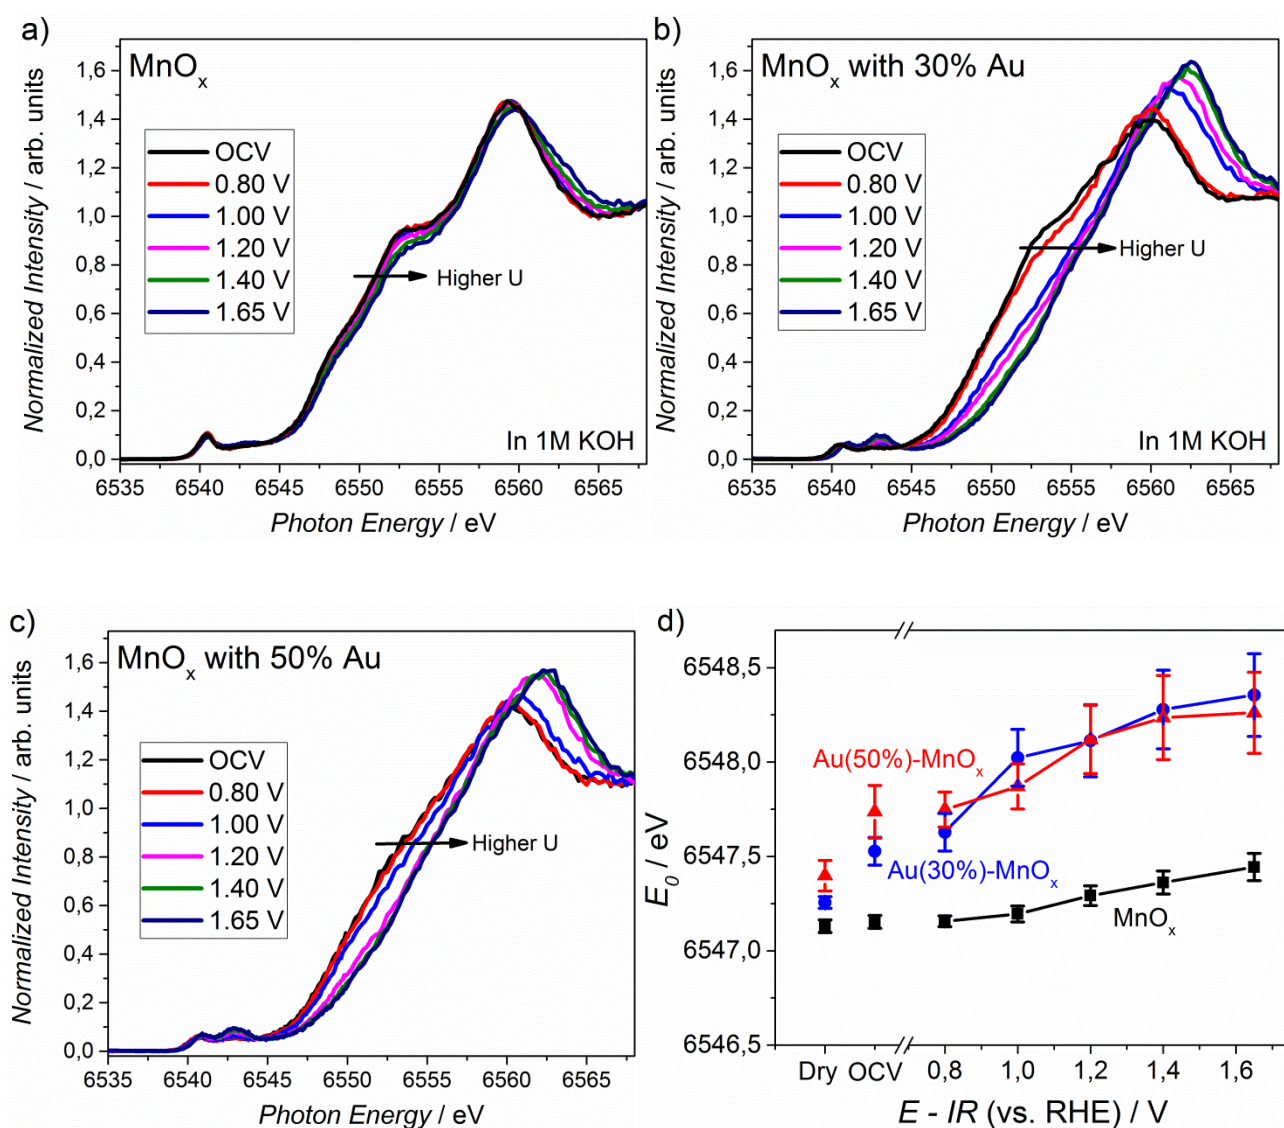 a)
MnOx
OCV
0.80 V
1.00 V
1.20 V
1.40 V
1.65 V
Higher U
In 1M KOH
1,6
1,4
1,2
1,0
0,8
0,6
0,4
0,2
0,0
6535 6540 6545 6550 6555 6560 6565
Normalized Intensity / arb. units
Photon Energy / eV
b)
MnOx with 30% Au
OCV
0.80 V
1.00 V
1.20 V
1.40 V
1.65 V
Higher U
In 1M KOH
1,6
1,4
1,2
1,0
0,8
0,6
0,4
0,2
0,0
6535 6540 6545 6550 6555 6560 6565
Normalized Intensity / arb. units
Photon Energy / eV
c)
MnOx with 50% Au
OCV
0.80 V
1.00 V
1.20 V
1.40 V
1.65 V
Higher U
1,6
1,4
1,2
1,0
0,8
0,6
0,4
0,2
0,0
6535 6540 6545 6550 6555 6560 6565
Normalized Intensity / arb. units
Photon Energy / eV
d)
6548,5
6548,0
6547,5
6547,0
6546,5
E0 / eV
Au(50%)-MnOx
Au(30%)-MnOx
MnOx
Dry OCV 0,8 1,0 1,2 1,4 1,6
E - IR (vs. RHE) / V